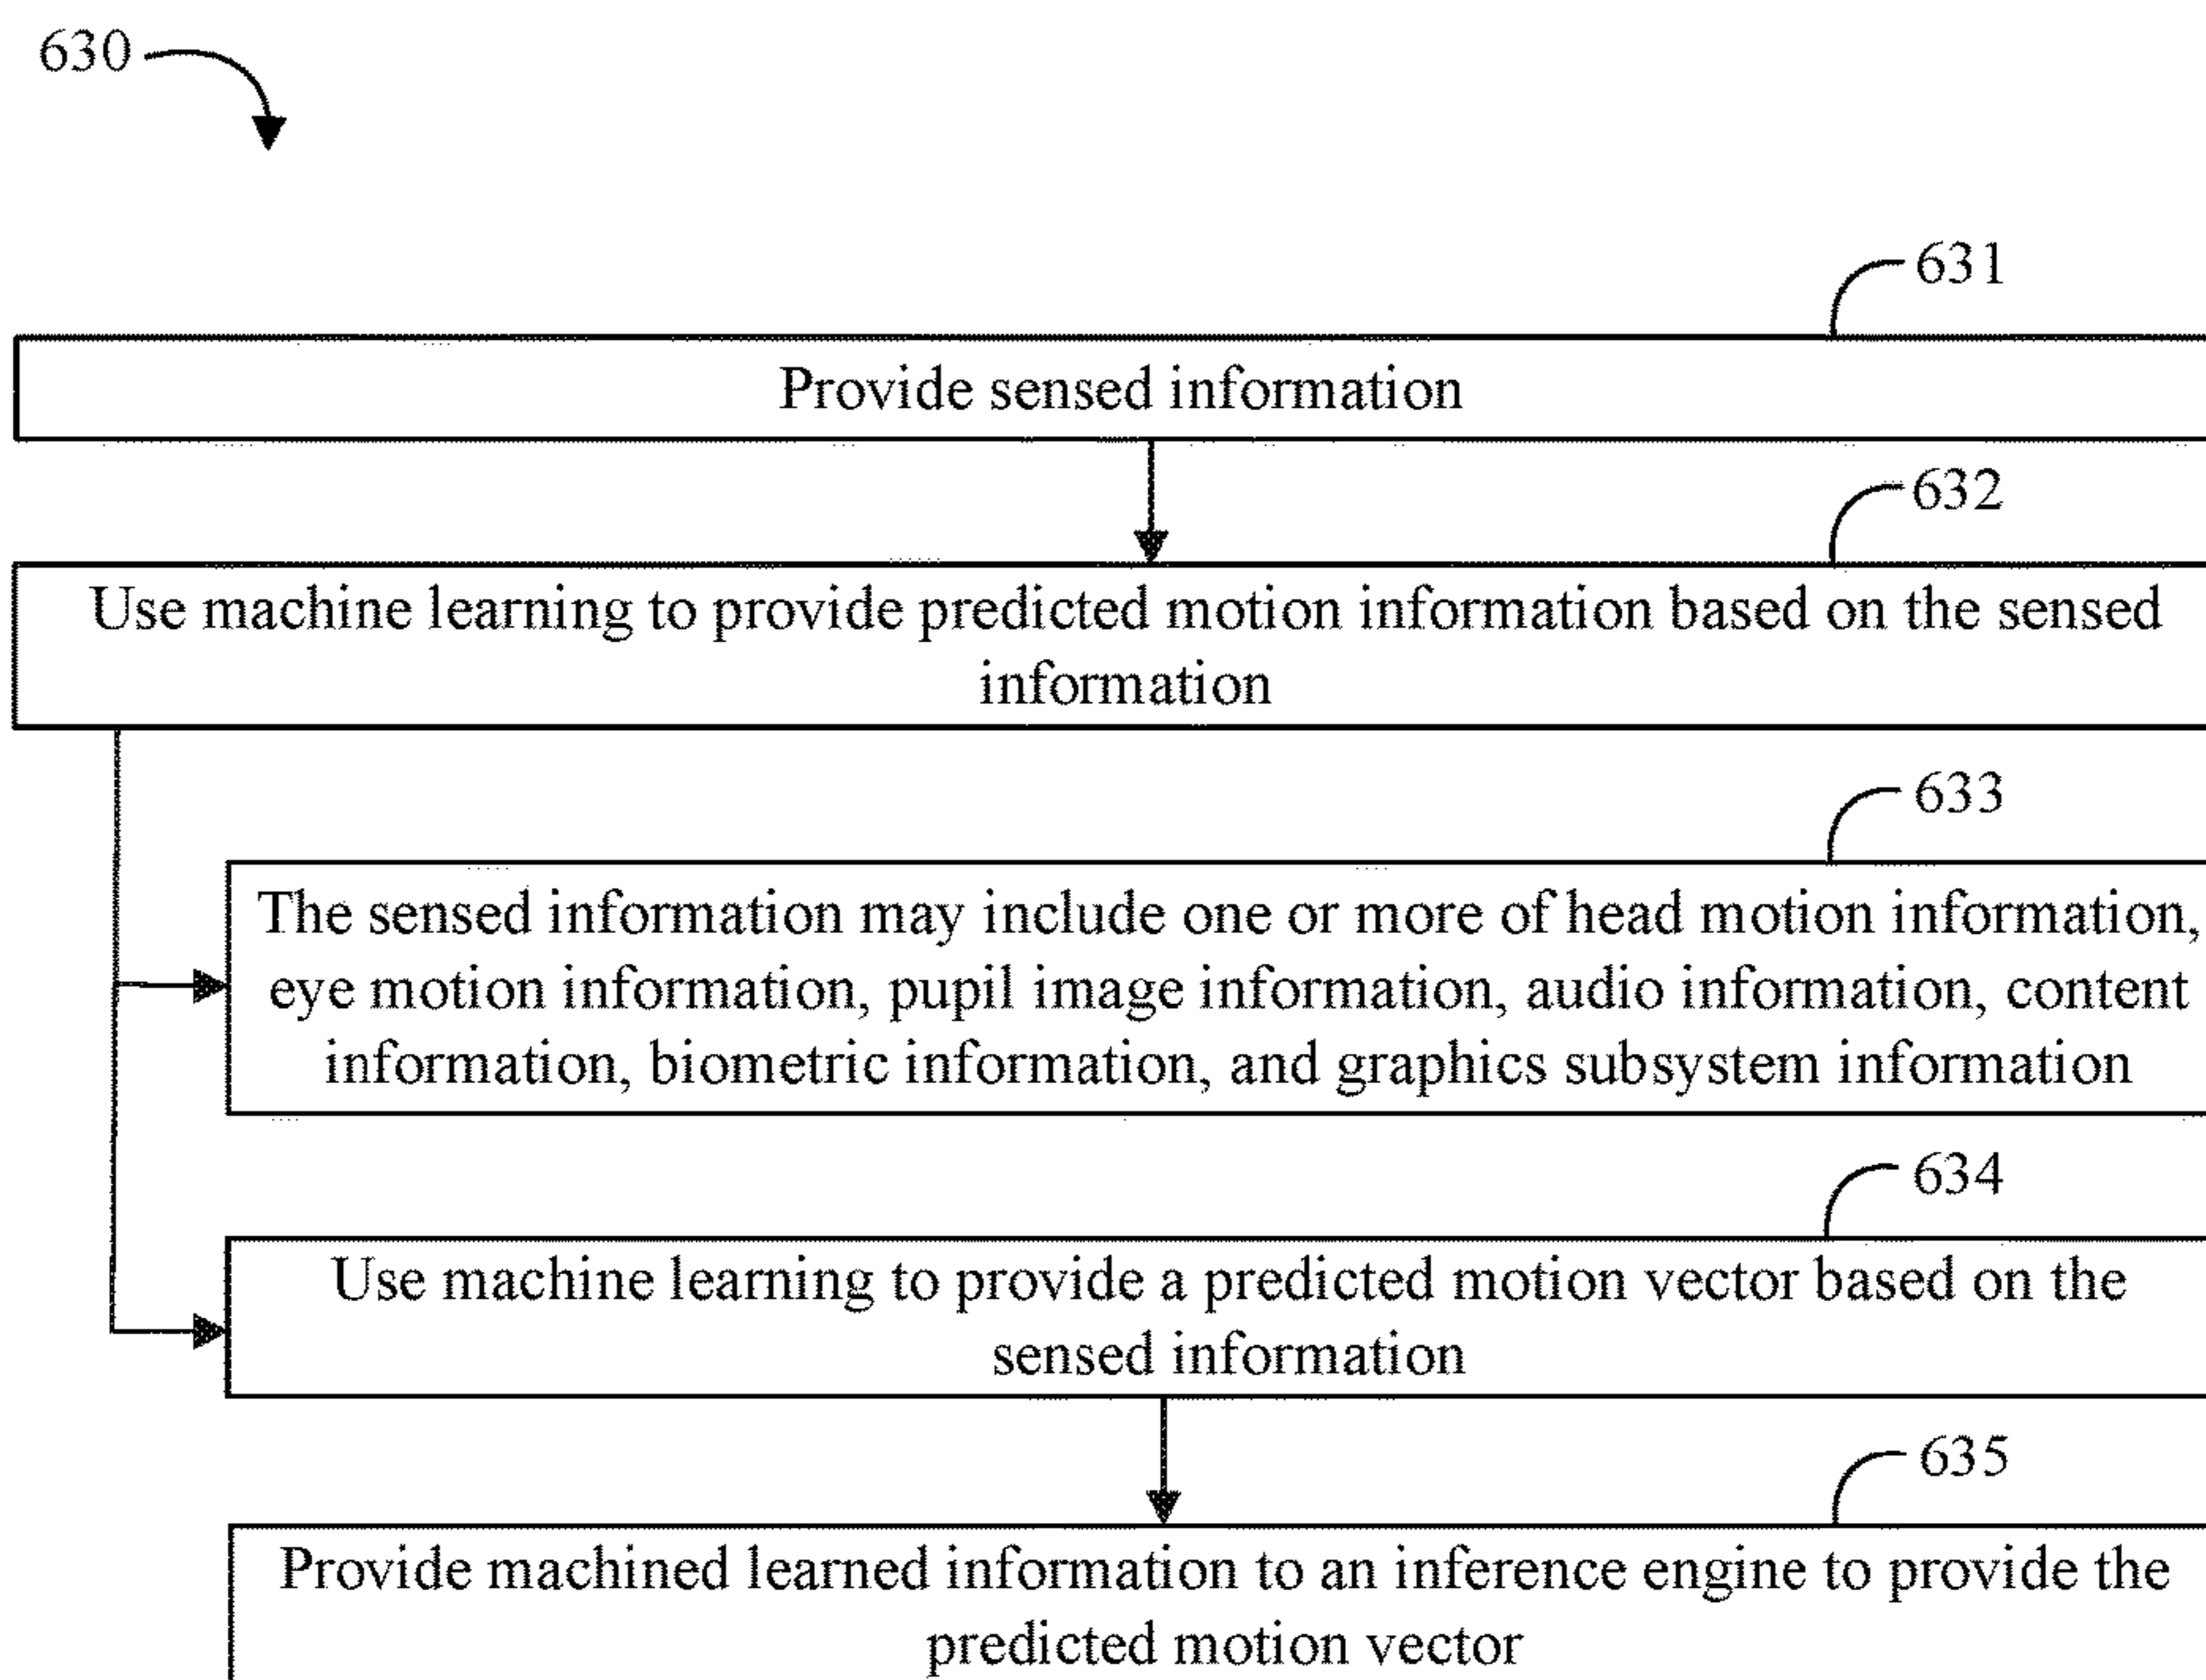 630
631
Provide sensed information
632
Use machine learning to provide predicted motion information based on the sensed
information
633
The sensed information may include one or more of head motion information,
eye motion information, pupil image information, audio information, content
information, biometric information, and graphics subsystem information
634
Use machine learning to provide a predicted motion vector based on the
sensed information
635
Provide machined learned information to an inference engine to provide the
predicted motion vector